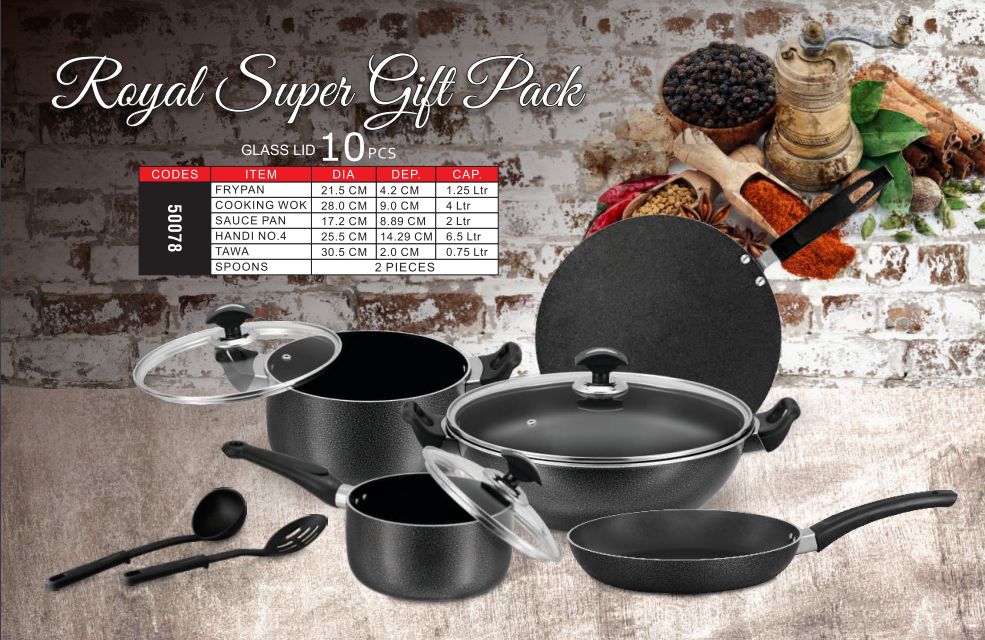 Royal Super Gift Pack
GLASS LID 10 PCS
CODES ITEM DIA DEP. CAP.
50078
FRYPAN 21.5 CM 4.2 CM 1.25 Ltr
COOKING WOK 28.0 CM 9.0 CM 4 Ltr
SAUCE PAN 17.2 CM 8.89 CM 2 Ltr
HANDI NO.4 25.5 CM 14.29 CM 6.5 Ltr
TAWA 30.5 CM 2.0 CM 0.75 Ltr
SPOONS 2 PIECES